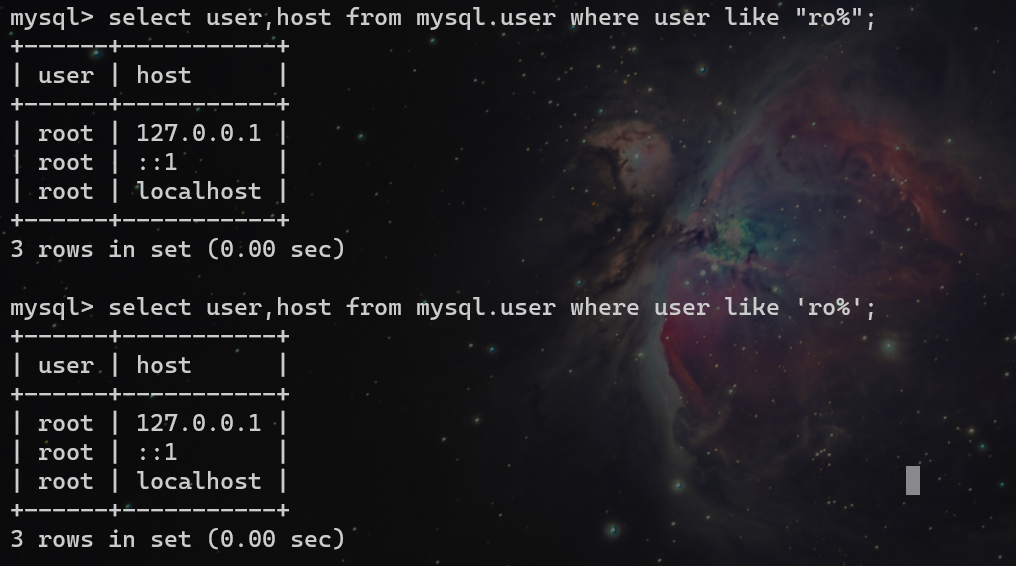 mysql> select user,host from mysql.user where user like "ro%";
+------+-----------+
| user | host      |
+------+-----------+
| root | 127.0.0.1 |
| root | ::1       |
| root | localhost |
+------+-----------+
3 rows in set (0.00 sec)

mysql> select user,host from mysql.user where user like 'ro%';
+------+-----------+
| user | host      |
+------+-----------+
| root | 127.0.0.1 |
| root | ::1       |
| root | localhost |
+------+-----------+
3 rows in set (0.00 sec)